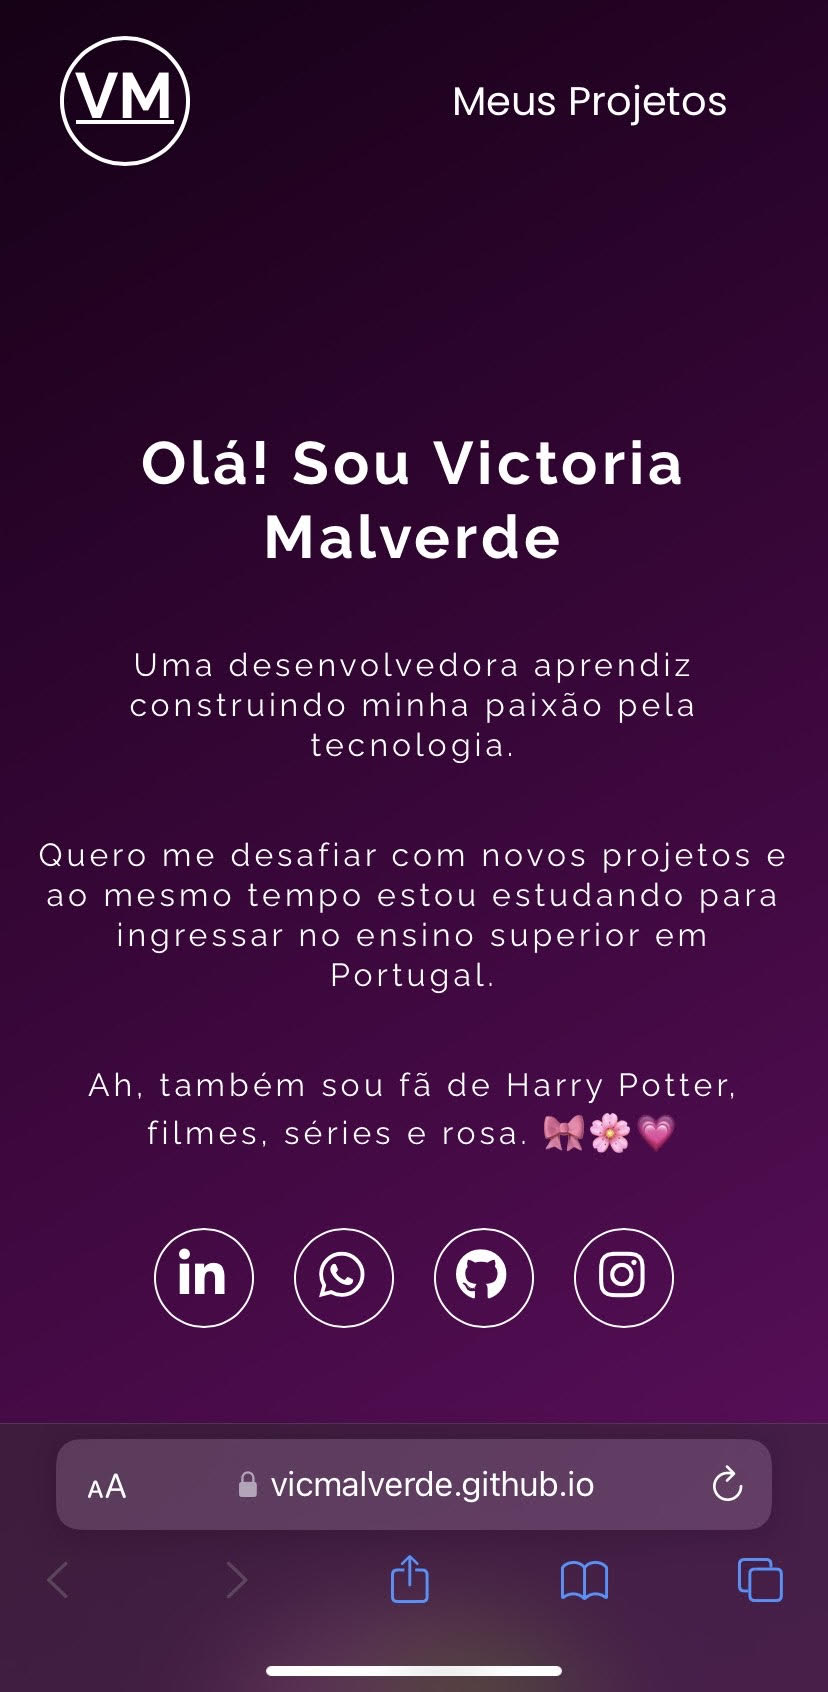 VM
Meus Projetos
Olá! Sou Victoria
Malverde
Uma desenvolvedora aprendiz
construindo minha paixão pela
tecnologia.
Quero me desafiar com novos projetos e
ao mesmo tempo estou estudando para
ingressar no ensino superior em
Portugal.
Ah, também sou fã de Harry Potter,
filmes, séries e rosa. 🎀🌸💗
in
AA vicmalverde.github.io